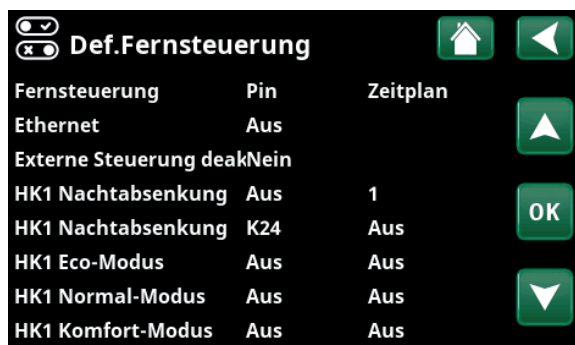 Def.Fernsteuerung
Fernsteuerung Pin Zeitplan
Ethernet Aus
Externe Steuerung deakNein
HK1 Nachtabsenkung Aus 1
HK1 Nachtabsenkung K24 Aus
OK
HK1 Eco-Modus Aus Aus
HK1 Normal-Modus Aus Aus
HK1 Komfort-Modus Aus Aus